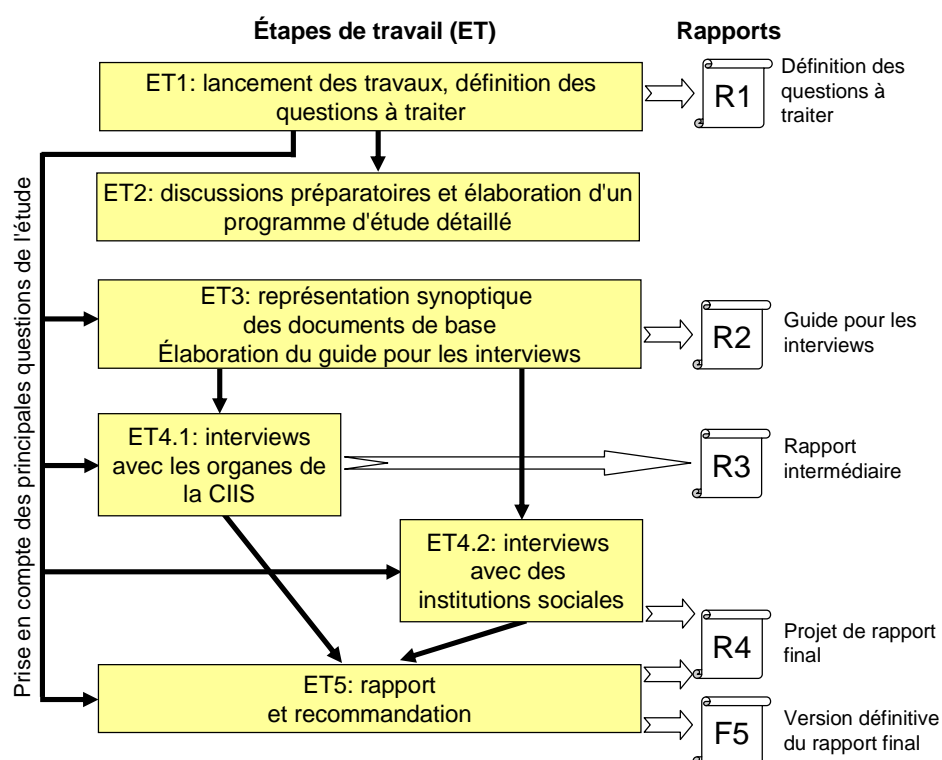 Étapes de travail (ET)
Rapports
ET1: lancement des travaux, définition des
questions à traiter
R1
Définition des
questions à
traiter
ET2: discussions préparatoires et élaboration d'un
programme d'étude détaillé
Prise en compte des principales questions de l'étude
ET3: représentation synoptique
des documents de base
Élaboration du guide pour les interviews
R2
Guide pour les
interviews
ET4.1: interviews
avec les organes de
la CIIS
R3
Rapport
intermédiaire
ET4.2: interviews
avec des
institutions sociales
R4
Projet de rapport
final
ET5: rapport
et recommandation
F5
Version définitive
du rapport final